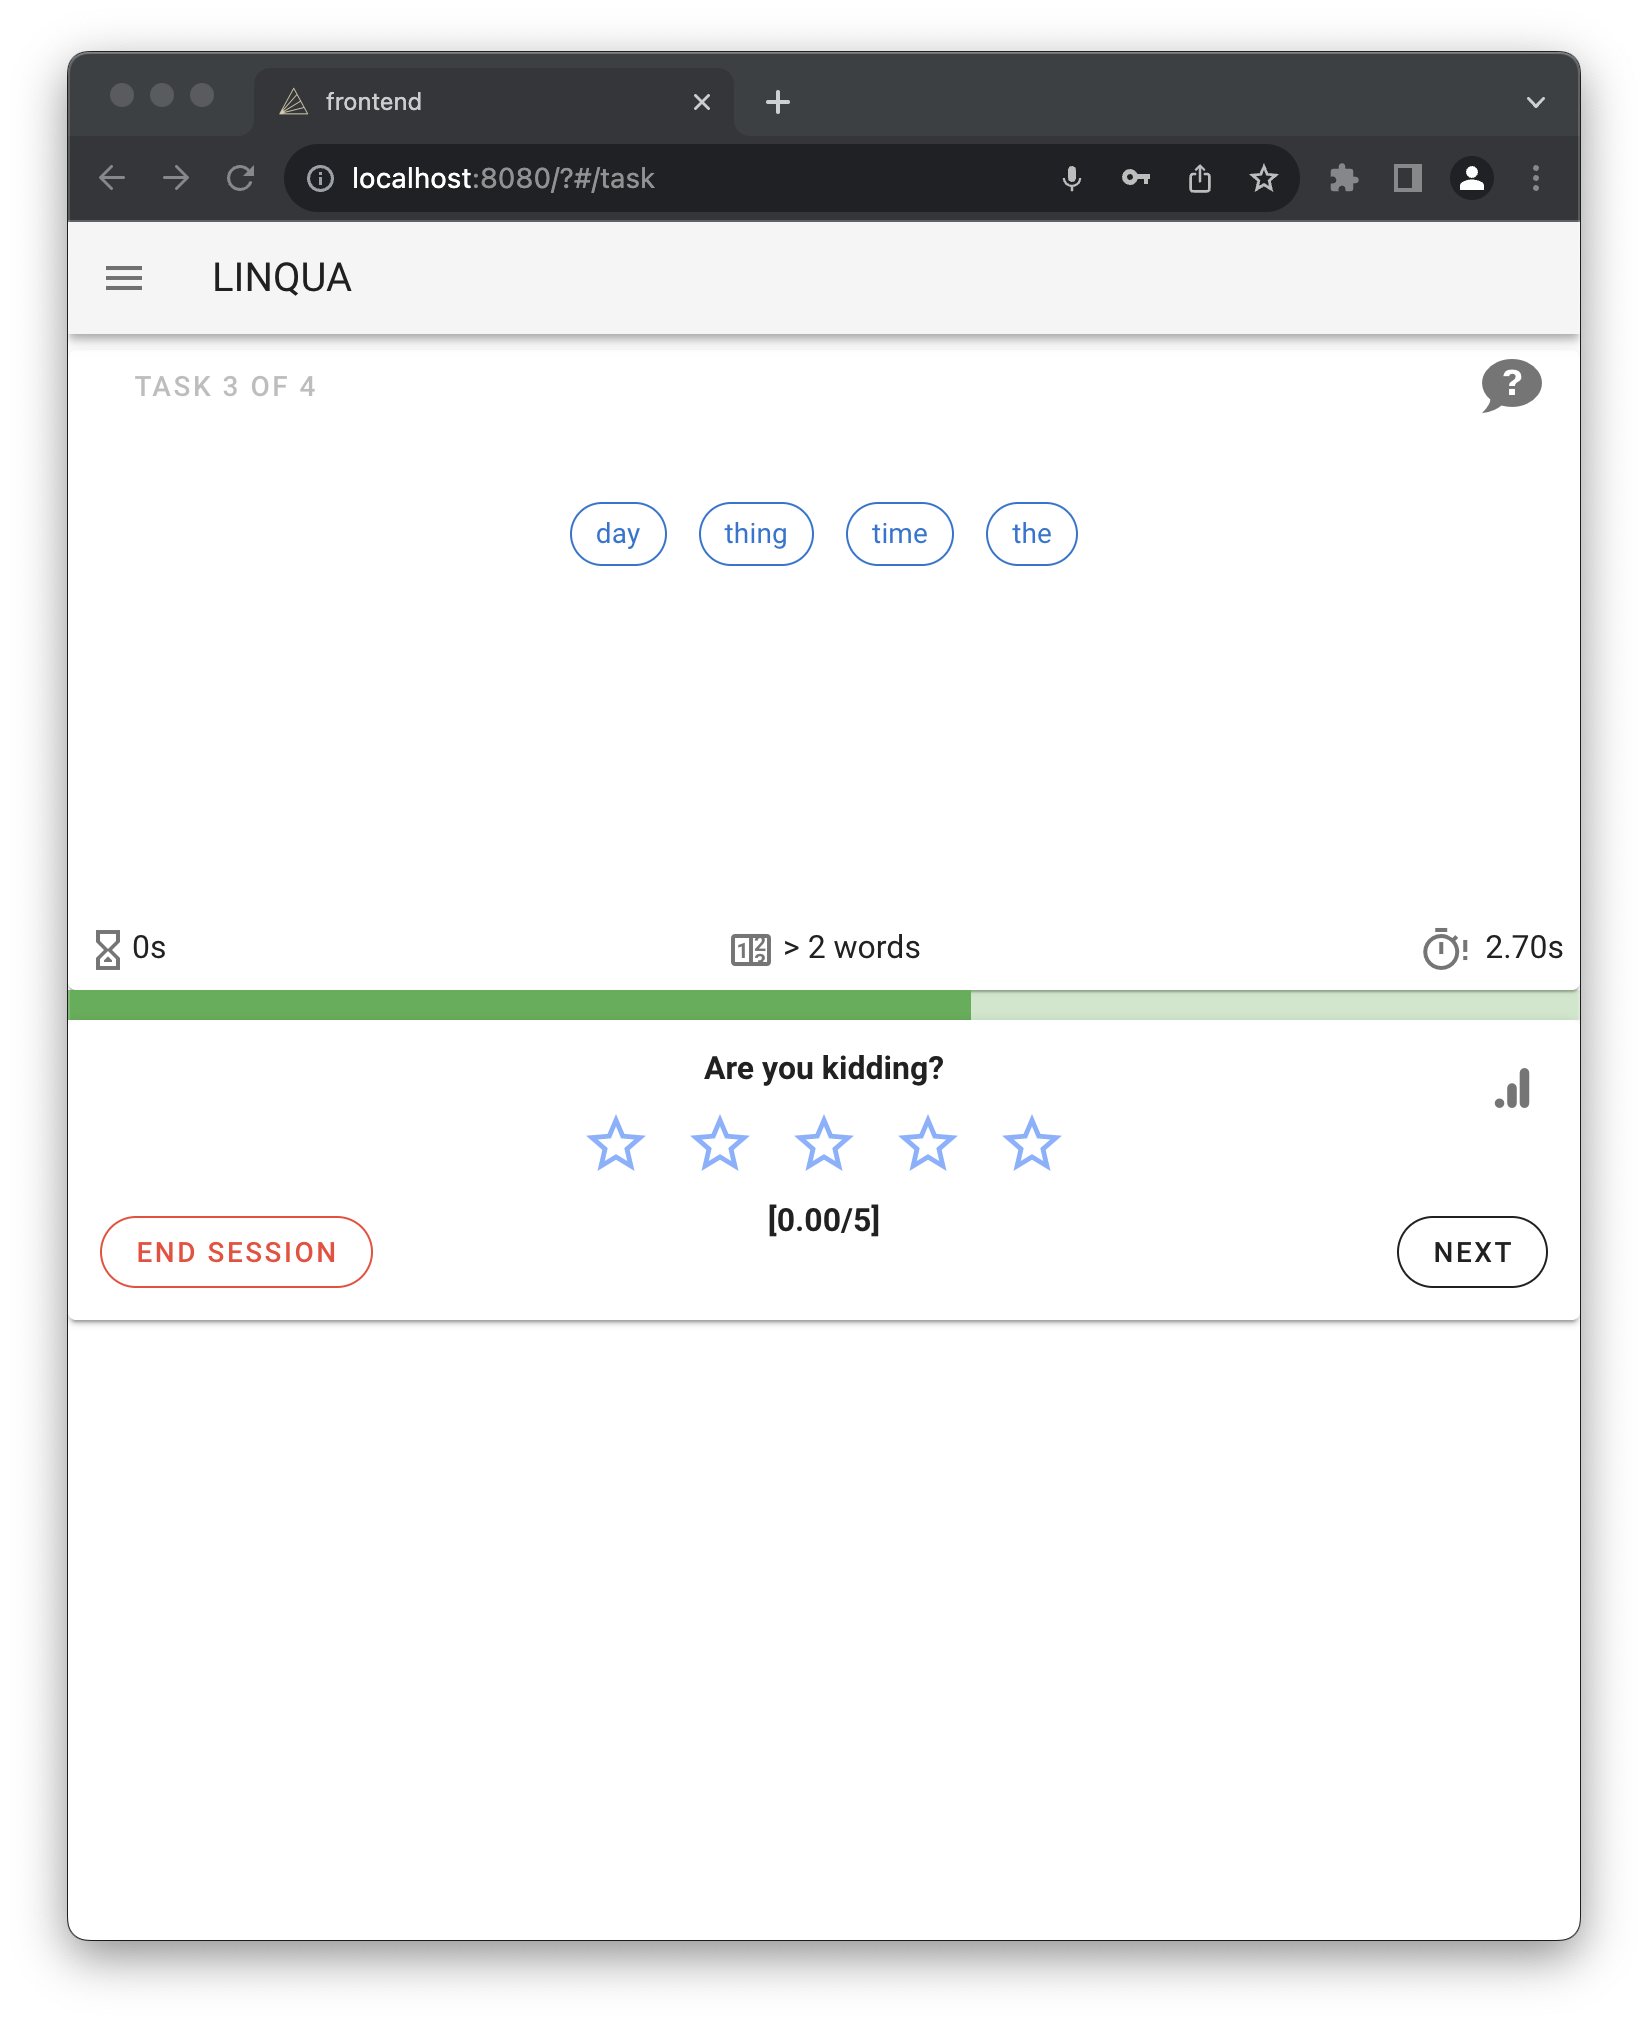 frontend
localhost:8080/?#/task
LINQUA
TASK 3 OF 4
?
day thing time the
0s > 2 words ! 2.70s
Are you kidding?
[0.00/5]
END SESSION NEXT